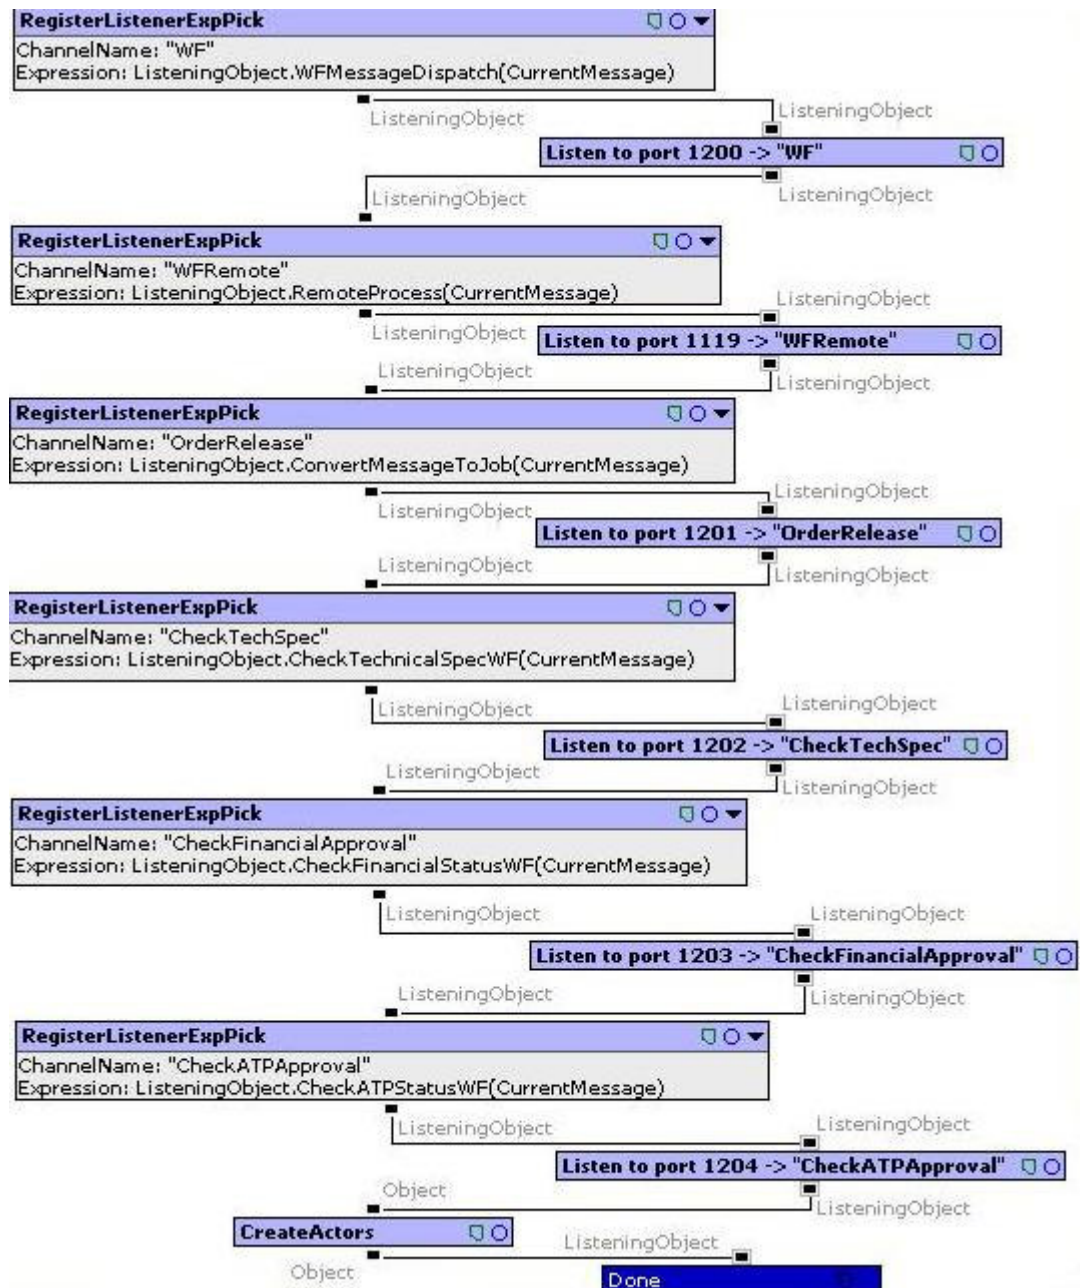 RegisterListenerExpPick
ChannelName: "WF"
Expression: ListeningObject.WFMessageDispatch(CurrentMessage)
ListeningObject
ListeningObject
Listen to port 1200 -> "WF"
ListeningObject
ListeningObject
RegisterListenerExpPick
ChannelName: "WFRemote"
Expression: ListeningObject.RemoteProcess(CurrentMessage)
ListeningObject
ListeningObject
Listen to port 1119 -> "WFRemote"
ListeningObject
ListeningObject
RegisterListenerExpPick
ChannelName: "OrderRelease"
Expression: ListeningObject.ConvertMessageToJob(CurrentMessage)
ListeningObject
ListeningObject
Listen to port 1201 -> "OrderRelease"
ListeningObject
ListeningObject
RegisterListenerExpPick
ChannelName: "CheckTechSpec"
Expression: ListeningObject.CheckTechnicalSpecWF(CurrentMessage)
ListeningObject
ListeningObject
Listen to port 1202 -> "CheckTechSpec"
ListeningObject
ListeningObject
RegisterListenerExpPick
ChannelName: "CheckFinancialApproval"
Expression: ListeningObject.CheckFinancialStatusWF(CurrentMessage)
ListeningObject
ListeningObject
Listen to port 1203 -> "CheckFinancialApproval"
ListeningObject
ListeningObject
RegisterListenerExpPick
ChannelName: "CheckATPApproval"
Expression: ListeningObject.CheckATPStatusWF(CurrentMessage)
ListeningObject
ListeningObject
Listen to port 1204 -> "CheckATPApproval"
Object
ListeningObject
CreateActors
ListeningObject
Object
Done